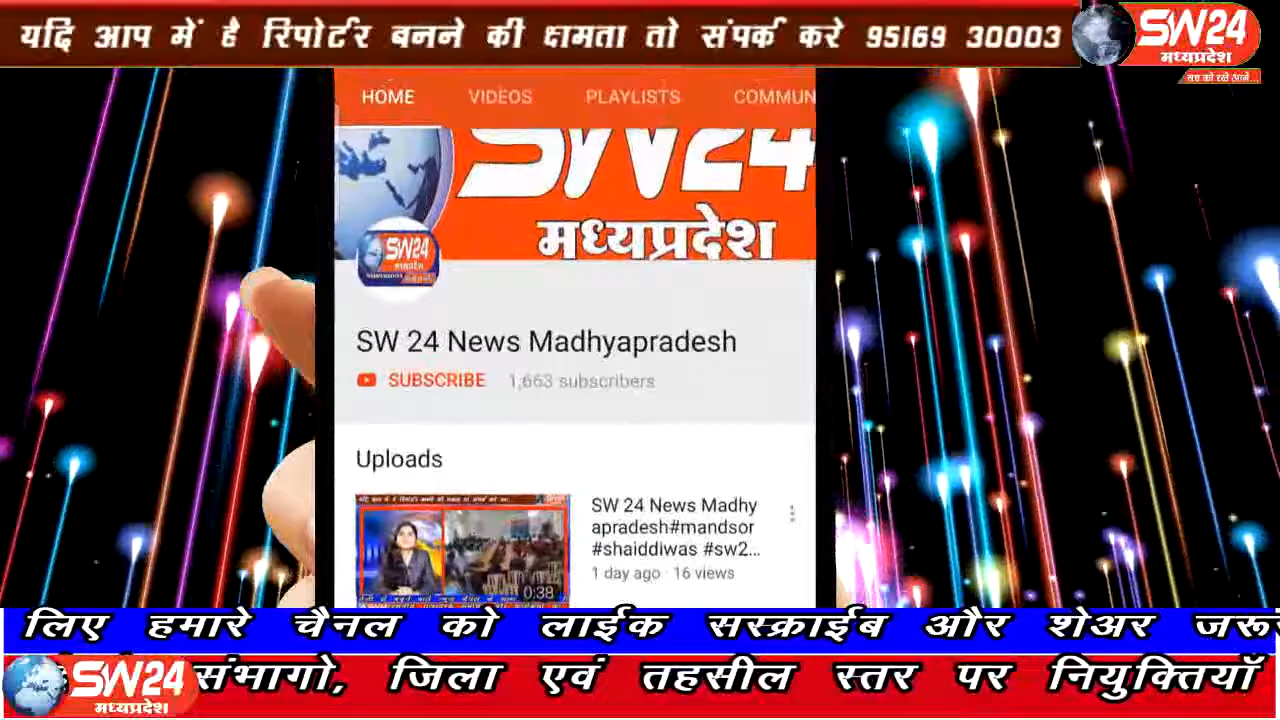 यदि आप में है रिपोर्टर बनने की क्षमता तो संपर्क करे 95169 30003
SW24
मध्यप्रदेश
HOME VIDEOS PLAYLISTS COMMUN
SW24
मध्यप्रदेश
SW24
SW 24 News Madhyapradesh
SUBSCRIBE 1,663 subscribers
Uploads
SW 24 News Madhy
apradesh#mandsor
#shaiddiwas #sw2...
1 day ago · 16 views
0:38
लिए हमारे चैनल को लाईक सस्क्राईब और शेअर जरू
संभागो, जिला एवं तहसील स्तर पर नियुक्तियाँ
SW24
मध्यप्रदेश